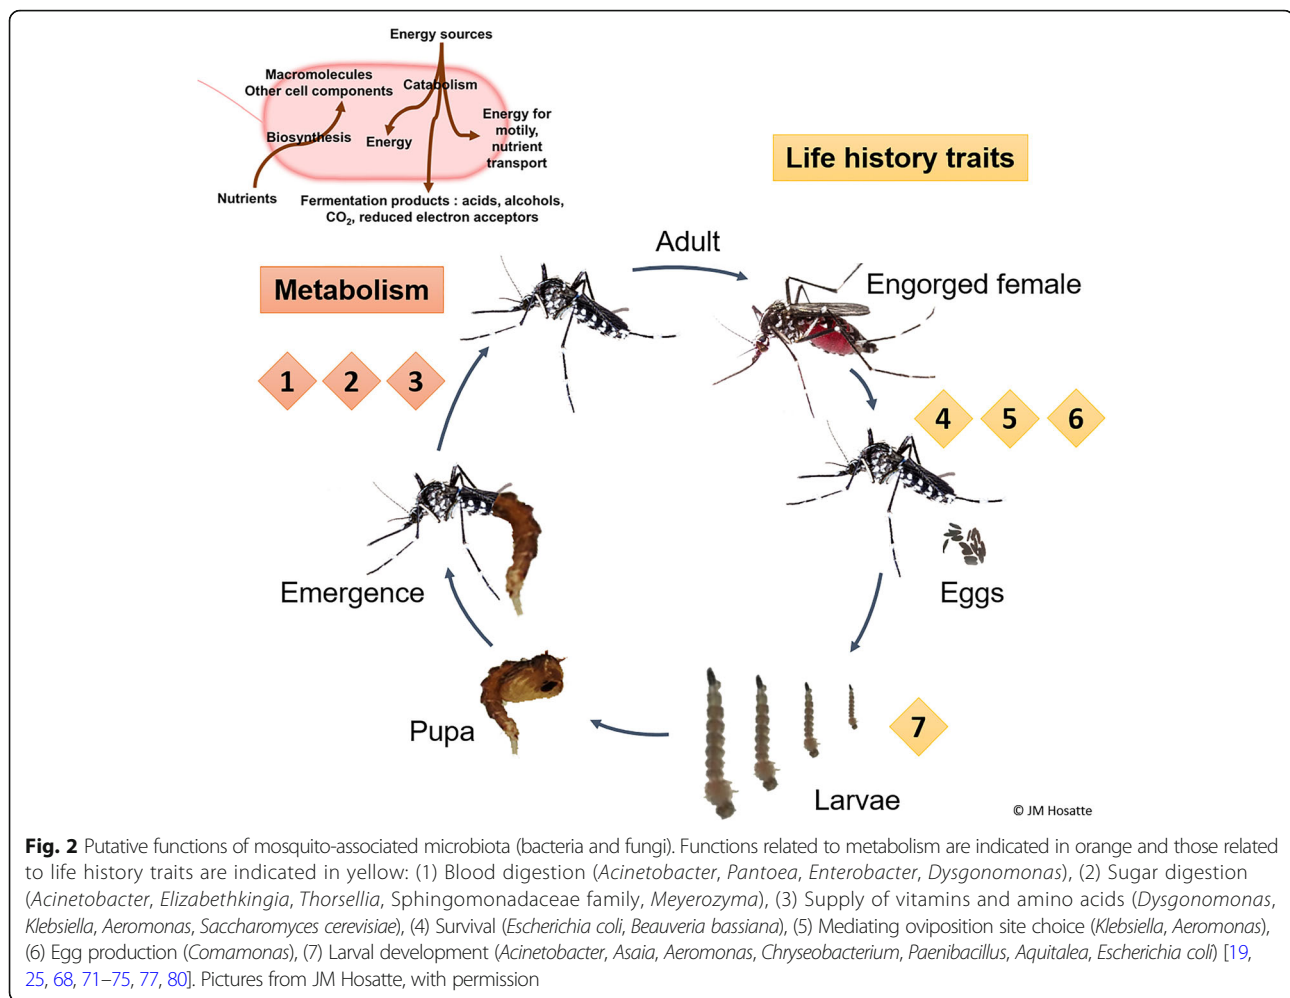 Energy sources
Macromolecules
Other cell components
Catabolism
Biosynthesis
Energy
Energy for
motily,
nutrient
transport
Nutrients
Fermentation products : acids, alcohols,
CO2, reduced electron acceptors
Life history traits
Metabolism
Adult
Engorged female
1 2 3
4 5 6
Emergence
Eggs
Pupa
7
Larvae
© JM Hosatte
Fig. 2 Putative functions of mosquito-associated microbiota (bacteria and fungi). Functions related to metabolism are indicated in orange and those related
to life history traits are indicated in yellow: (1) Blood digestion (Acinetobacter, Pantoea, Enterobacter, Dysgonomonas), (2) Sugar digestion
(Acinetobacter, Elizabethkingia, Thorsellia, Sphingomonadaceae family, Meyerozyma), (3) Supply of vitamins and amino acids (Dysgonomonas,
Klebsiella, Aeromonas, Saccharomyces cerevisiae), (4) Survival (Escherichia coli, Beauveria bassiana), (5) Mediating oviposition site choice (Klebsiella, Aeromonas),
(6) Egg production (Comamonas), (7) Larval development (Acinetobacter, Asaia, Aeromonas, Chryseobacterium, Paenibacillus, Aquitalea, Escherichia coli) [19,
25, 68, 71–75, 77, 80]. Pictures from JM Hosatte, with permission